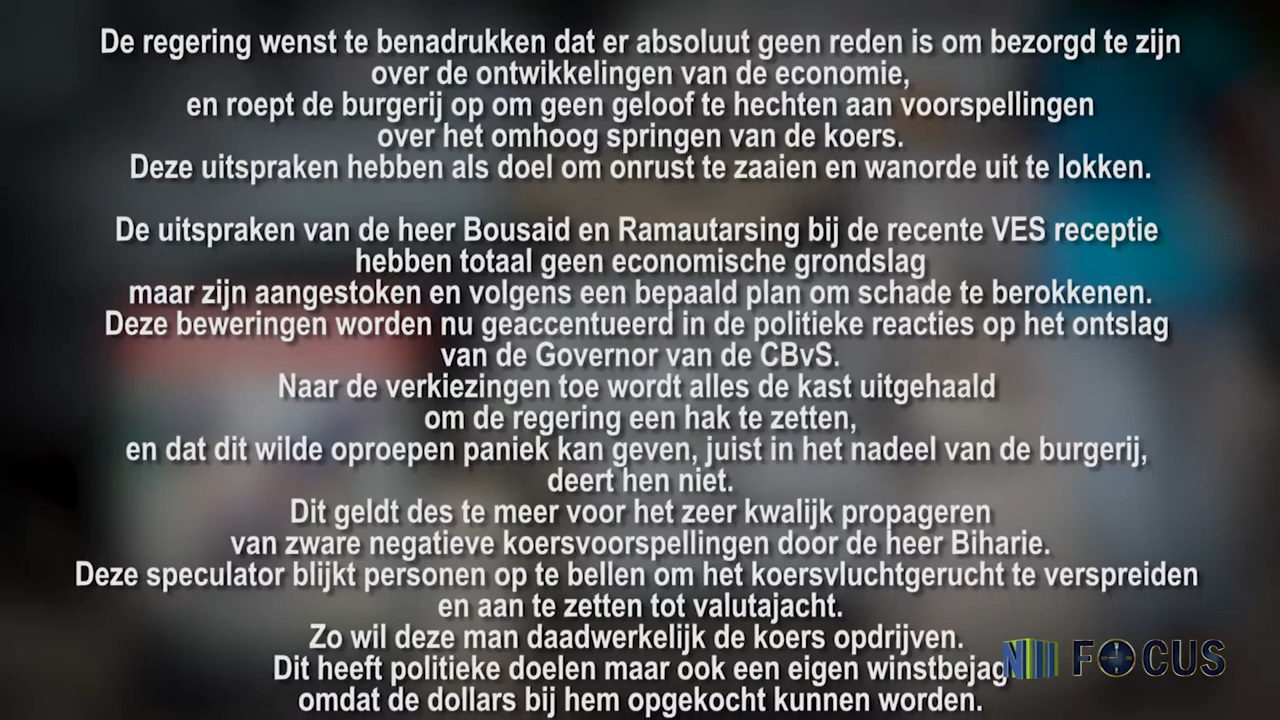 De regering wenst te benadrukken dat er absoluut geen reden is om bezorgd te zijn
over de ontwikkelingen van de economie,
en roept de burgerij op om geen geloof te hechten aan voorspellingen
over het omhoog springen van de koers.
Deze uitspraken hebben als doel om onrust te zaaien en wanorde uit te lokken.
De uitspraken van de heer Bousaid en Ramautarsing bij de recente VES receptie
hebben totaal geen economische grondslag
maar zijn aangestoken en volgens een bepaald plan om schade te berokkenen.
Deze beweringen worden nu geaccentueerd in de politieke reacties op het ontslag
van de Governor van de CBvS.
Naar de verkiezingen toe wordt alles de kast uitgehaald
om de regering een hak te zetten,
en dat dit wilde oproepen paniek kan geven, juist in het nadeel van de burgerij,
deert hen niet.
Dit geldt des te meer voor het zeer kwalijk propageren
van zware negatieve koersvoorspellingen door de heer Biharie.
Deze speculator blijkt personen op te bellen om het koersvluchtgerucht te verspreiden
en aan te zetten tot valutajacht.
Zo wil deze man daadwerkelijk de koers opdrijven.
Dit heeft politieke doelen maar ook een eigen winstbejag
omdat de dollars bij hem opgekocht kunnen worden.
FOCUS